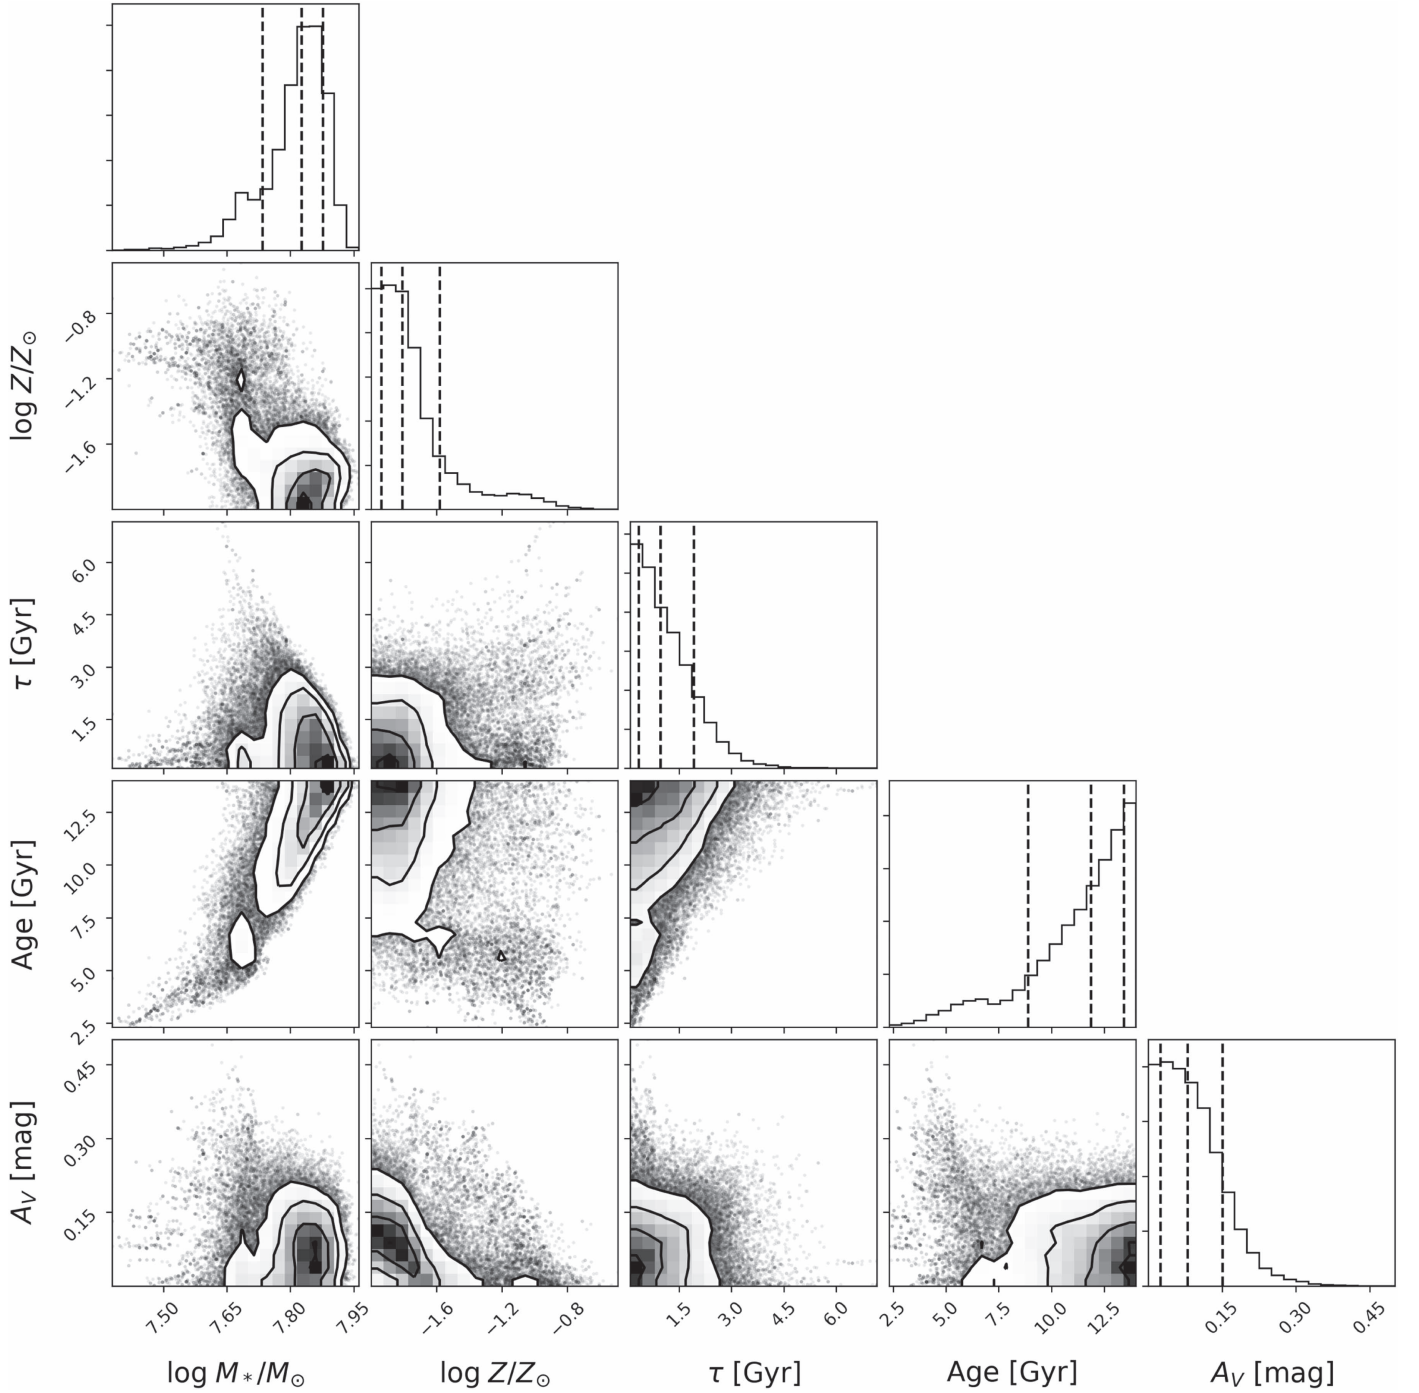 log Z/Z⊙
−0.8
−1.2
−1.6
τ [Gyr]
6.0
4.5
3.0
1.5
Age [Gyr]
12.5
10.0
7.5
5.0
2.5
A_V [mag]
0.45
0.30
0.15
7.50 7.65 7.80 7.95 −1.6 −1.2 −0.8 1.5 3.0 4.5 6.0 2.5 5.0 7.5 10.0 12.5 0.15 0.30 0.45
log M_*/M⊙ log Z/Z⊙ τ [Gyr] Age [Gyr] A_V [mag]